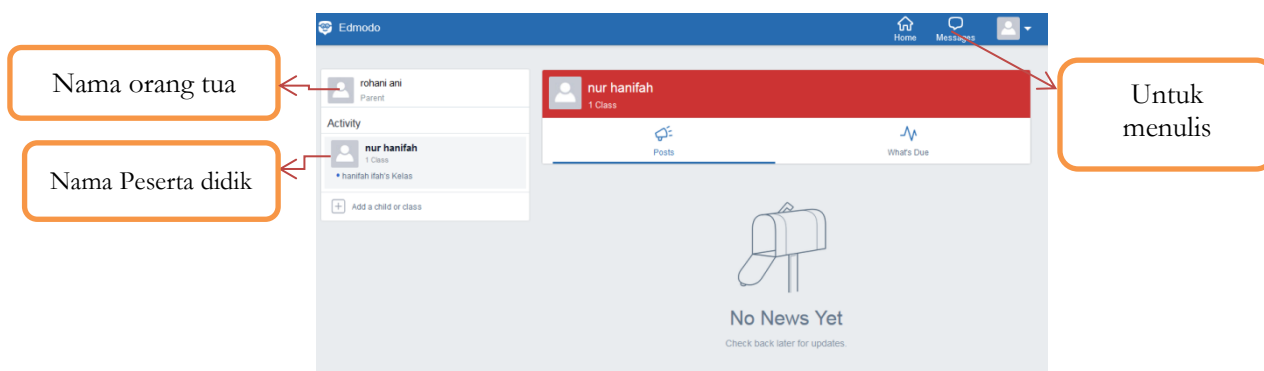 Edmodo
Home
Messages
Nama orang tua
rohani ani
Parent
Activity
nur hanifah
1 Class
hanifah ifah's Kelas
Add a child or class
Nama Peserta didik
nur hanifah
1 Class
Posts
What's Due
No News Yet
Check back later for updates.
Untuk
menulis